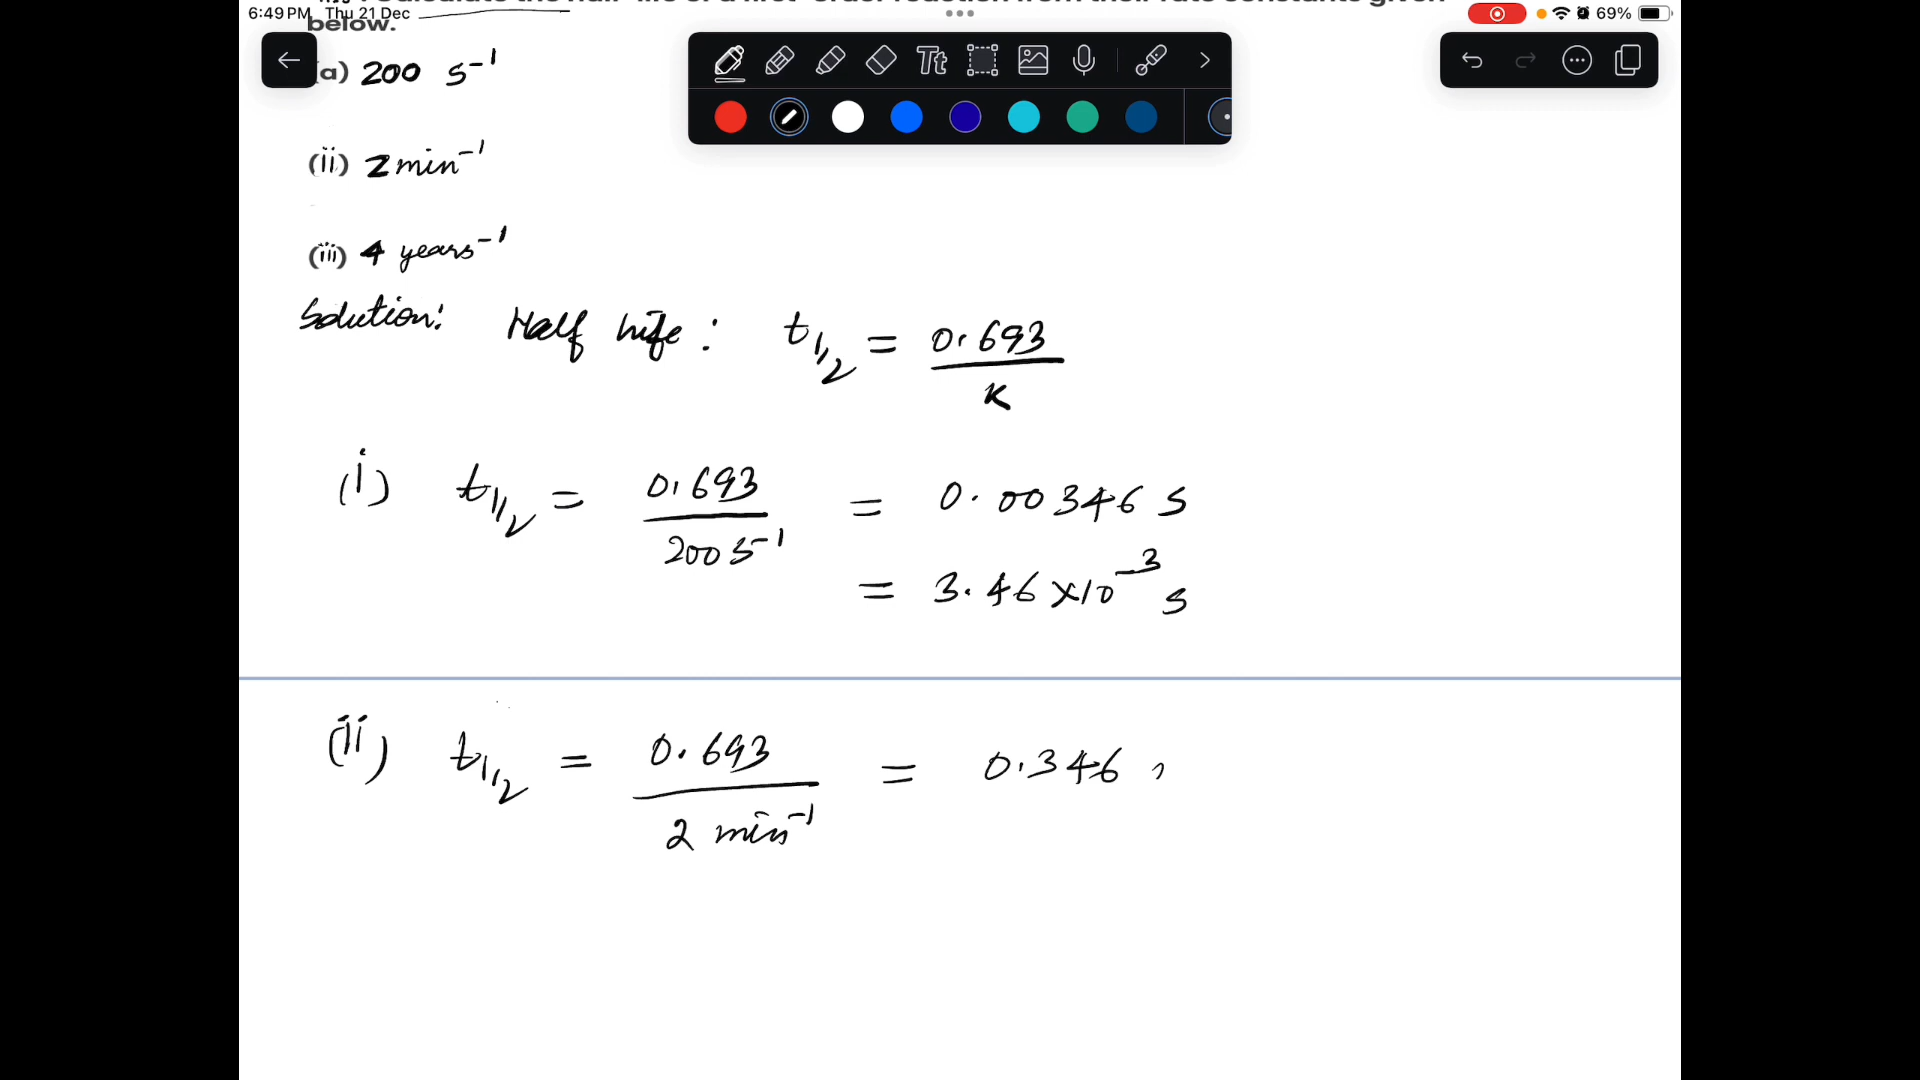 6:49 PM Thu 21 Dec
69%
below.
(a) 200 s⁻¹
Tt
(ii) 2 min⁻¹
(iii) 4 years⁻¹
Solution: Half life : t1/2 = 0.693 / K
(i) t1/2 = 0.693 / 200 s⁻¹ = 0.00346 s
= 3.46 x10⁻³ s
(ii) t1/2 = 0.693 / 2 min⁻¹ = 0.346